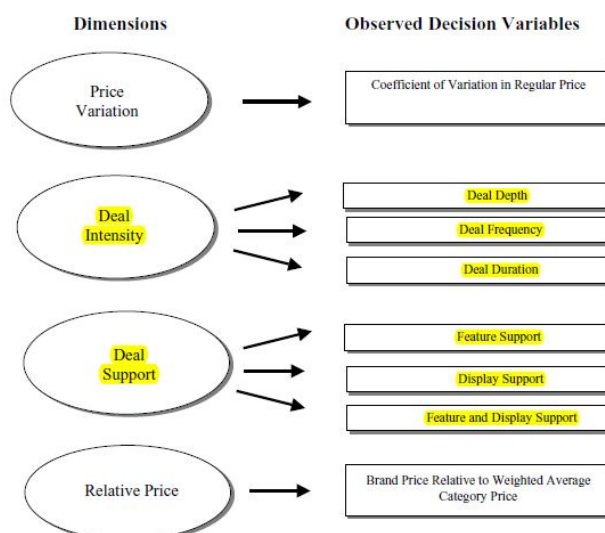 Dimensions
Observed Decision Variables
Price
Variation
Coefficient of Variation in Regular Price
Deal
Intensity
Deal Depth
Deal Frequency
Deal Duration
Deal
Support
Feature Support
Display Support
Feature and Display Support
Relative Price
Brand Price Relative to Weighted Average
Category Price